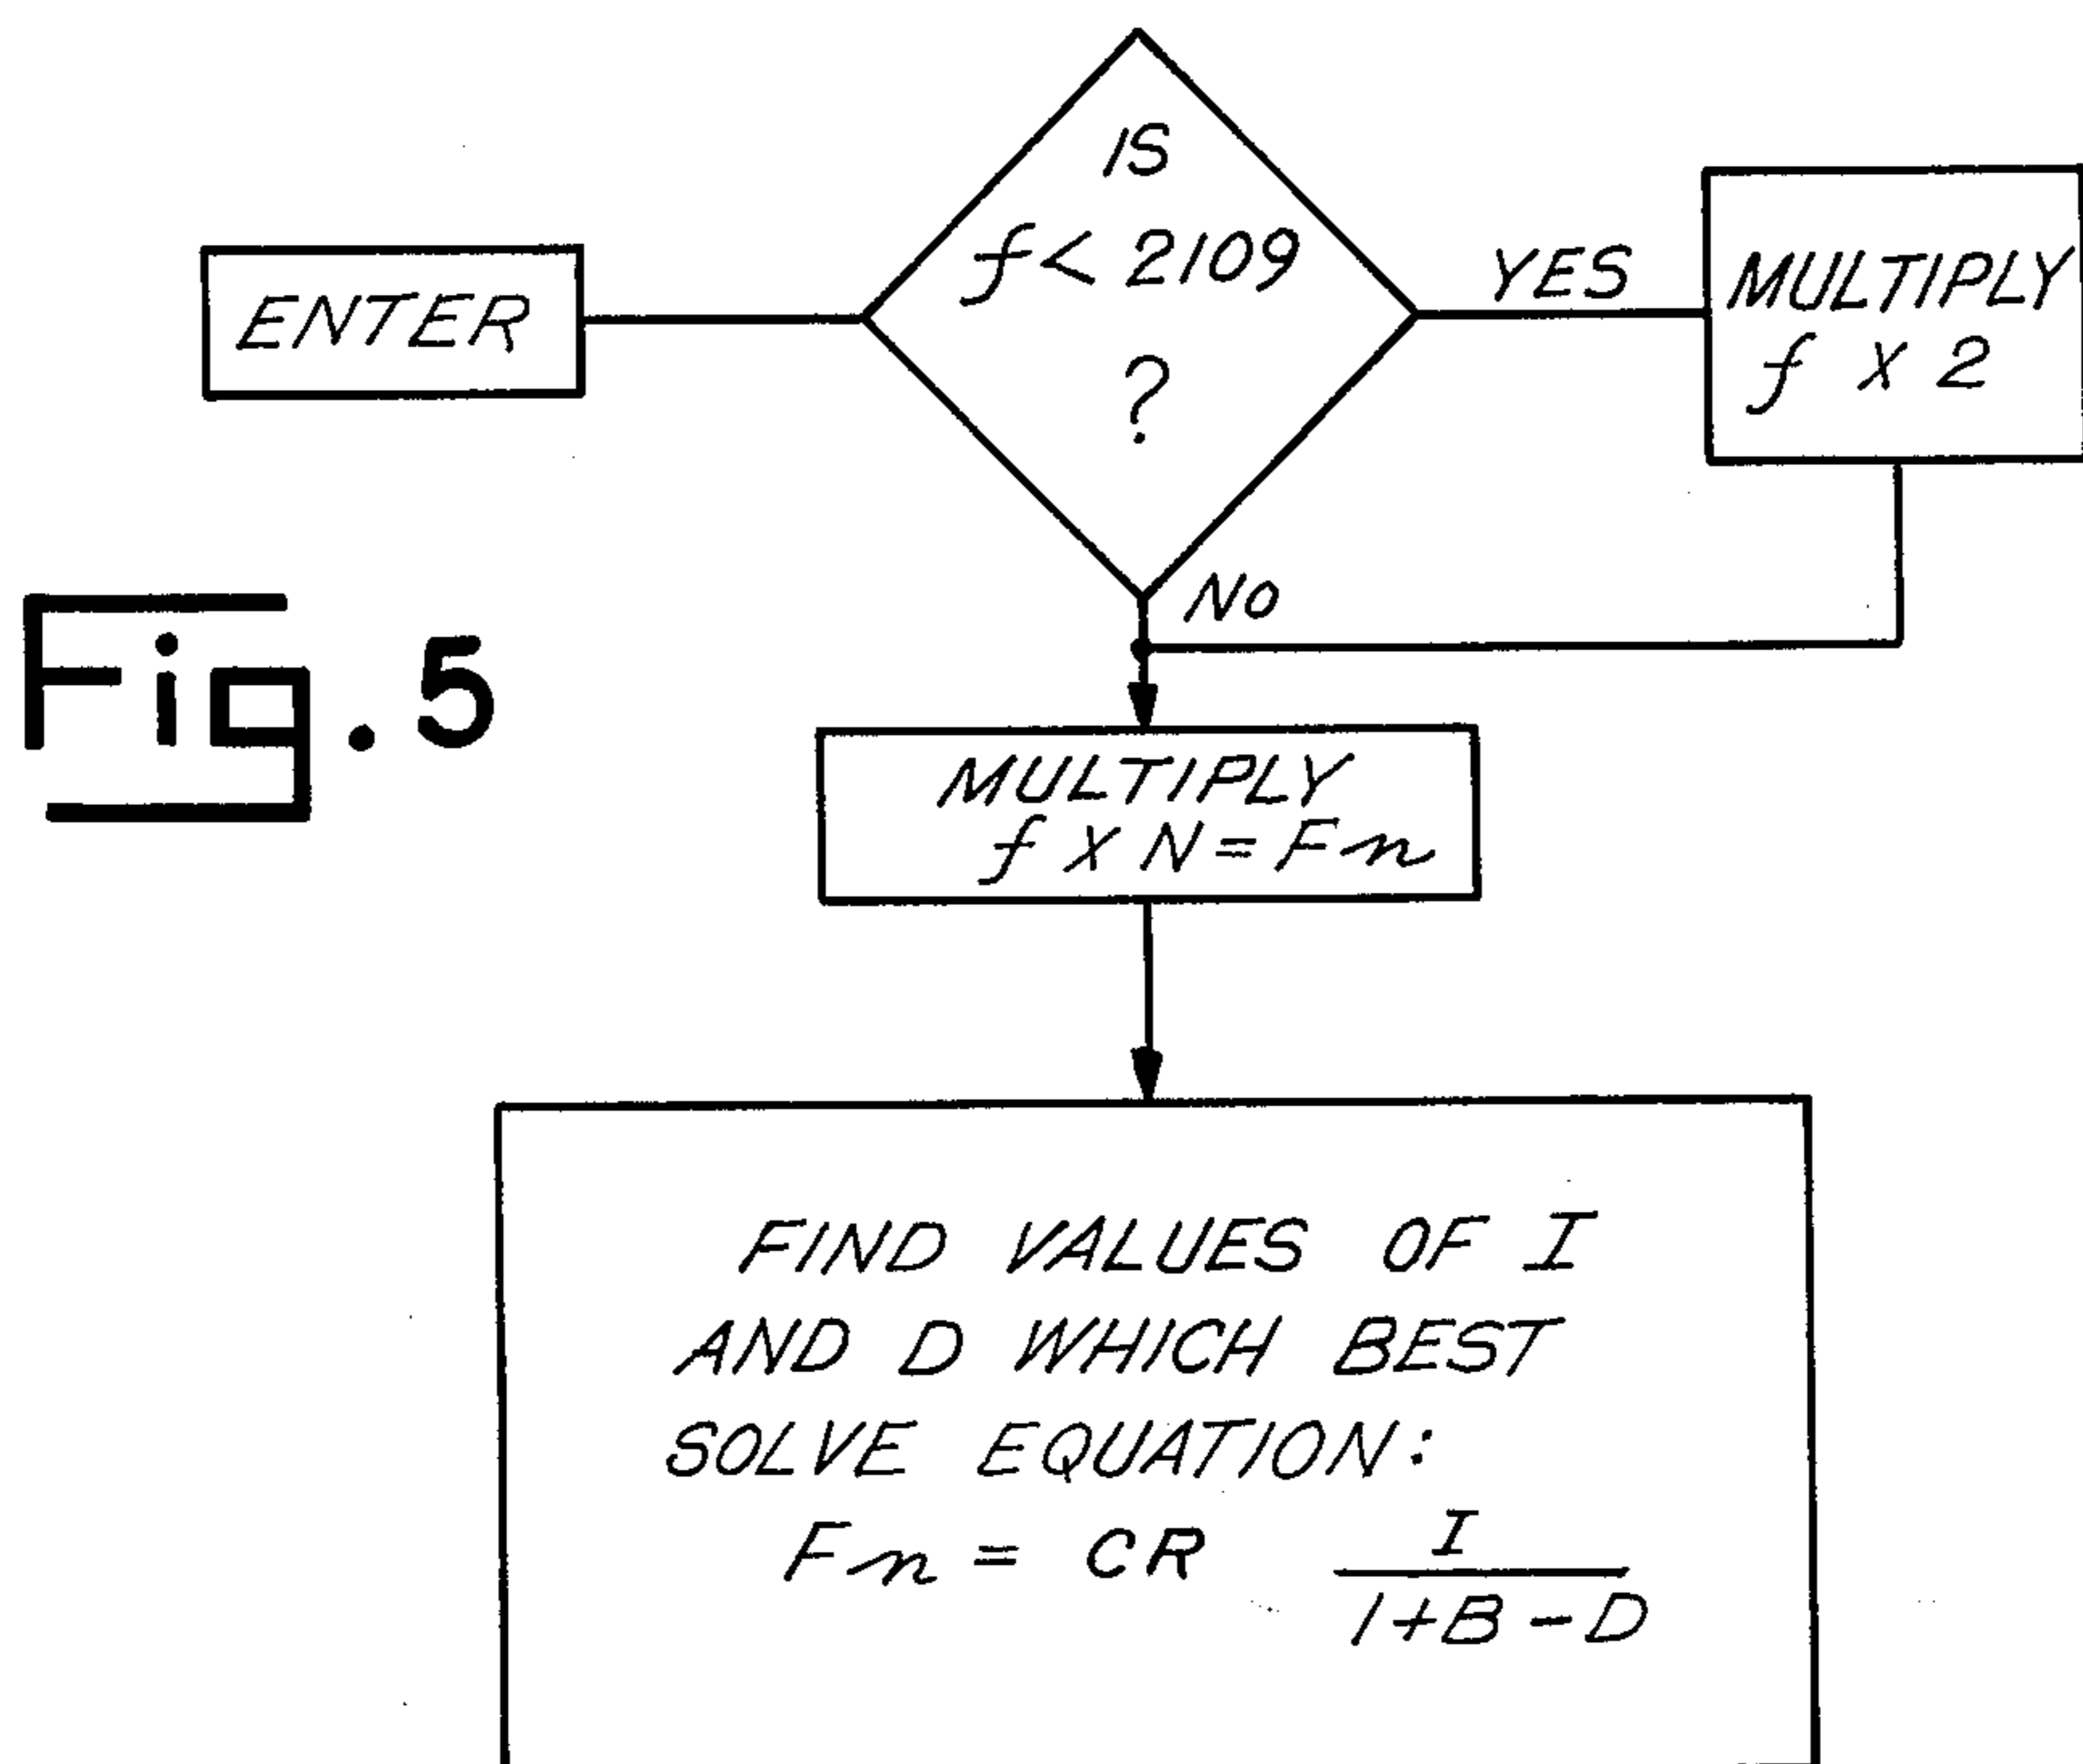 ENTER
IS
f < 2109
?
YES
MULTIPLY
f X 2
NO
Fig. 5
MULTIPLY
f X N = Fn
FIND VALUES OF I
AND D WHICH BEST
SOLVE EQUATION:
Fn = CR I
1+B-D